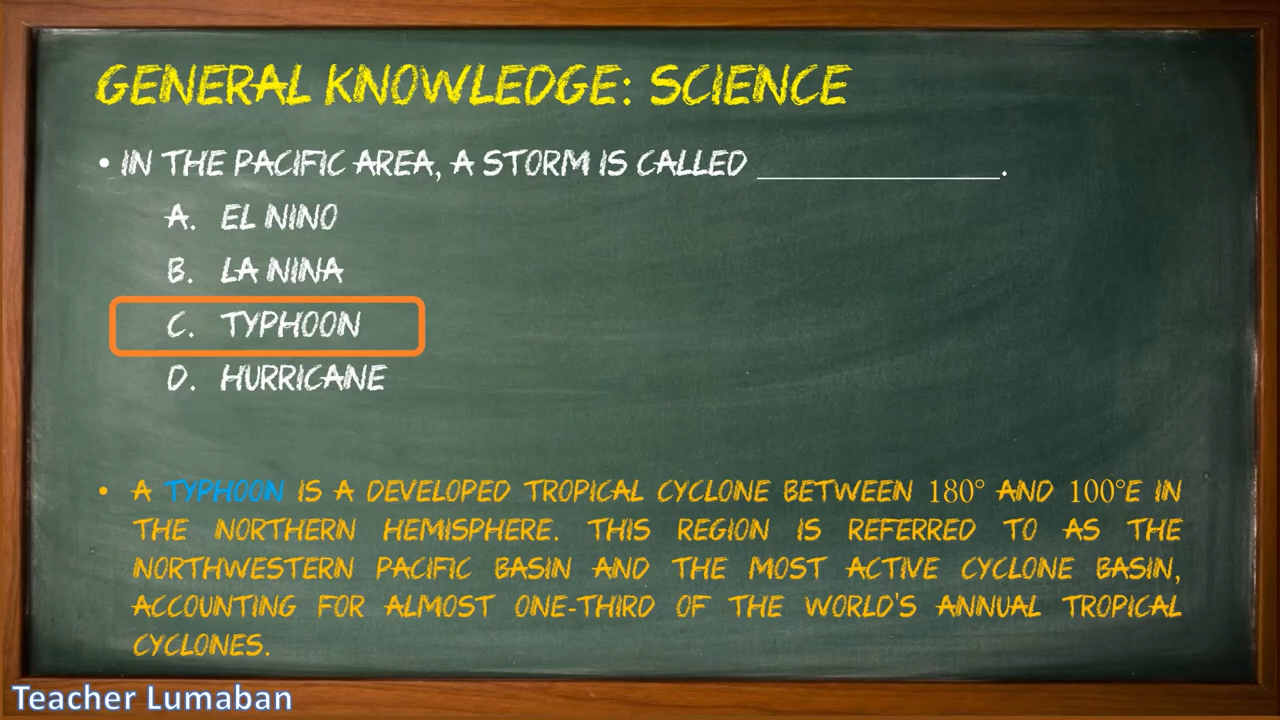 GENERAL KNOWLEDGE: SCIENCE
• IN THE PACIFIC AREA, A STORM IS CALLED _______________.
A. EL NINO
B. LA NINA
C. TYPHOON
D. HURRICANE
• A TYPHOON IS A DEVELOPED TROPICAL CYCLONE BETWEEN 180° AND 100°E IN
THE NORTHERN HEMISPHERE. THIS REGION IS REFERRED TO AS THE
NORTHWESTERN PACIFIC BASIN AND THE MOST ACTIVE CYCLONE BASIN,
ACCOUNTING FOR ALMOST ONE-THIRD OF THE WORLD'S ANNUAL TROPICAL
CYCLONES.
Teacher Lumaban